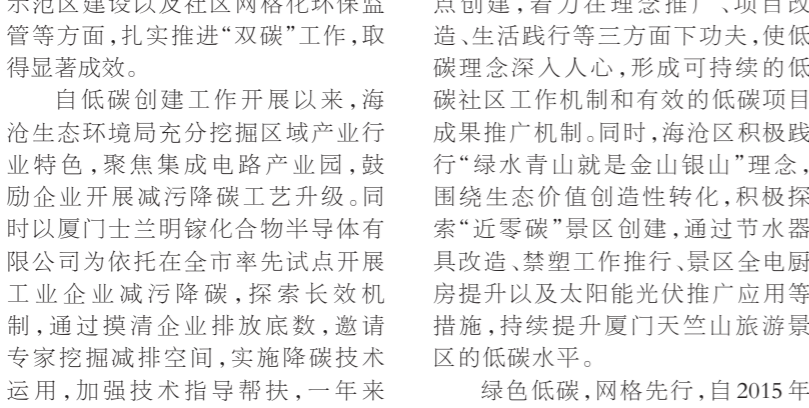 示范区建设以及社区网格化环保监
管等方面,扎实推进“双碳”工作,取
得显著成效。
自低碳创建工作开展以来,海
沧生态环境局充分挖掘区域产业行
业特色,聚焦集成电路产业园,鼓
励企业开展减污降碳工艺升级。同
时以厦门士兰明镓化合物半导体有
限公司为依托在全市率先试点开展
工业企业减污降碳,探索长效机
制,通过摸清企业排放底数,邀请
专家挖掘减排空间,实施降碳技术
运用,加强技术指导帮扶,一年来
点创建,着力在理念推广、项目改
造、生活践行等三方面下功夫,使低
碳理念深入人心,形成可持续的低
碳社区工作机制和有效的低碳项目
成果推广机制。同时,海沧区积极践
行“绿水青山就是金山银山”理念,
围绕生态价值创造性转化,积极探
索“近零碳”景区创建,通过节水器
具改造、禁塑工作推行、景区全电厨
房提升以及太阳能光伏推广应用等
措施,持续提升厦门天竺山旅游景
区的低碳水平。
绿色低碳,网格先行,自2015年